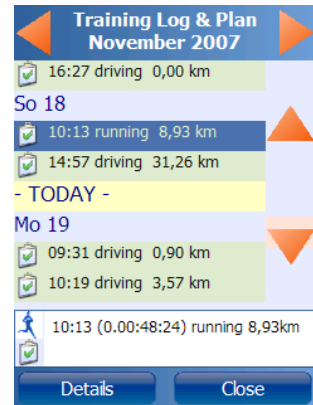 Training Log & Plan
November 2007
16:27 driving 0,00 km
So 18
10:13 running 8,93 km
14:57 driving 31,26 km
- TODAY -
Mo 19
09:31 driving 0,90 km
10:19 driving 3,57 km
10:13 (0.00:48:24) running 8,93km
Details Close